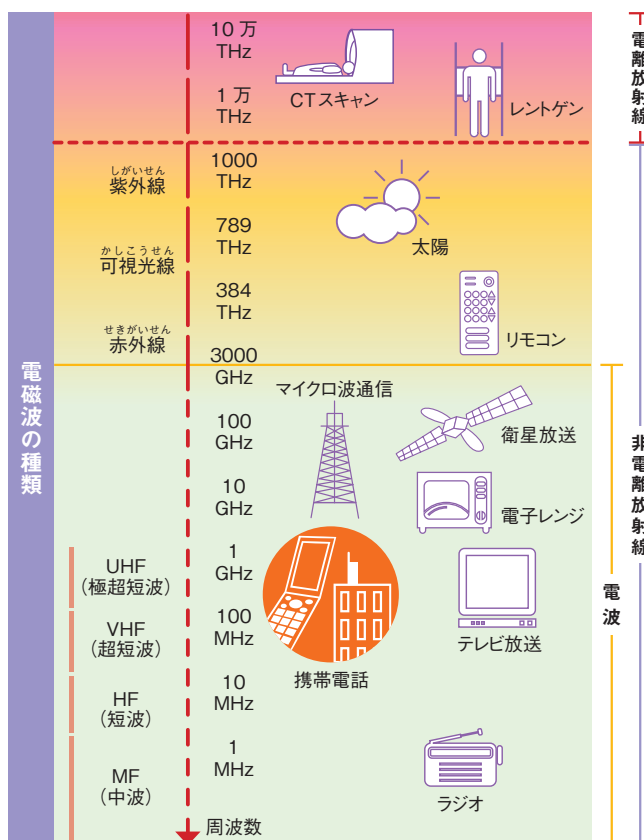 電磁波の種類
10 万
THz
1 万
THz
1000
THz
789
THz
384
THz
3000
GHz
100
GHz
10
GHz
1
GHz
100
MHz
10
MHz
1
MHz
周波数
しがいせん
紫外線
かしこうせん
可視光線
せきがいせん
赤外線
UHF
(極超短波)
VHF
(超短波)
HF
(短波)
MF
(中波)
CTスキャン
レントゲン
太陽
リモコン
マイクロ波通信
衛星放送
電子レンジ
携帯電話
テレビ放送
ラジオ
電波
電離放射線
非電離放射線